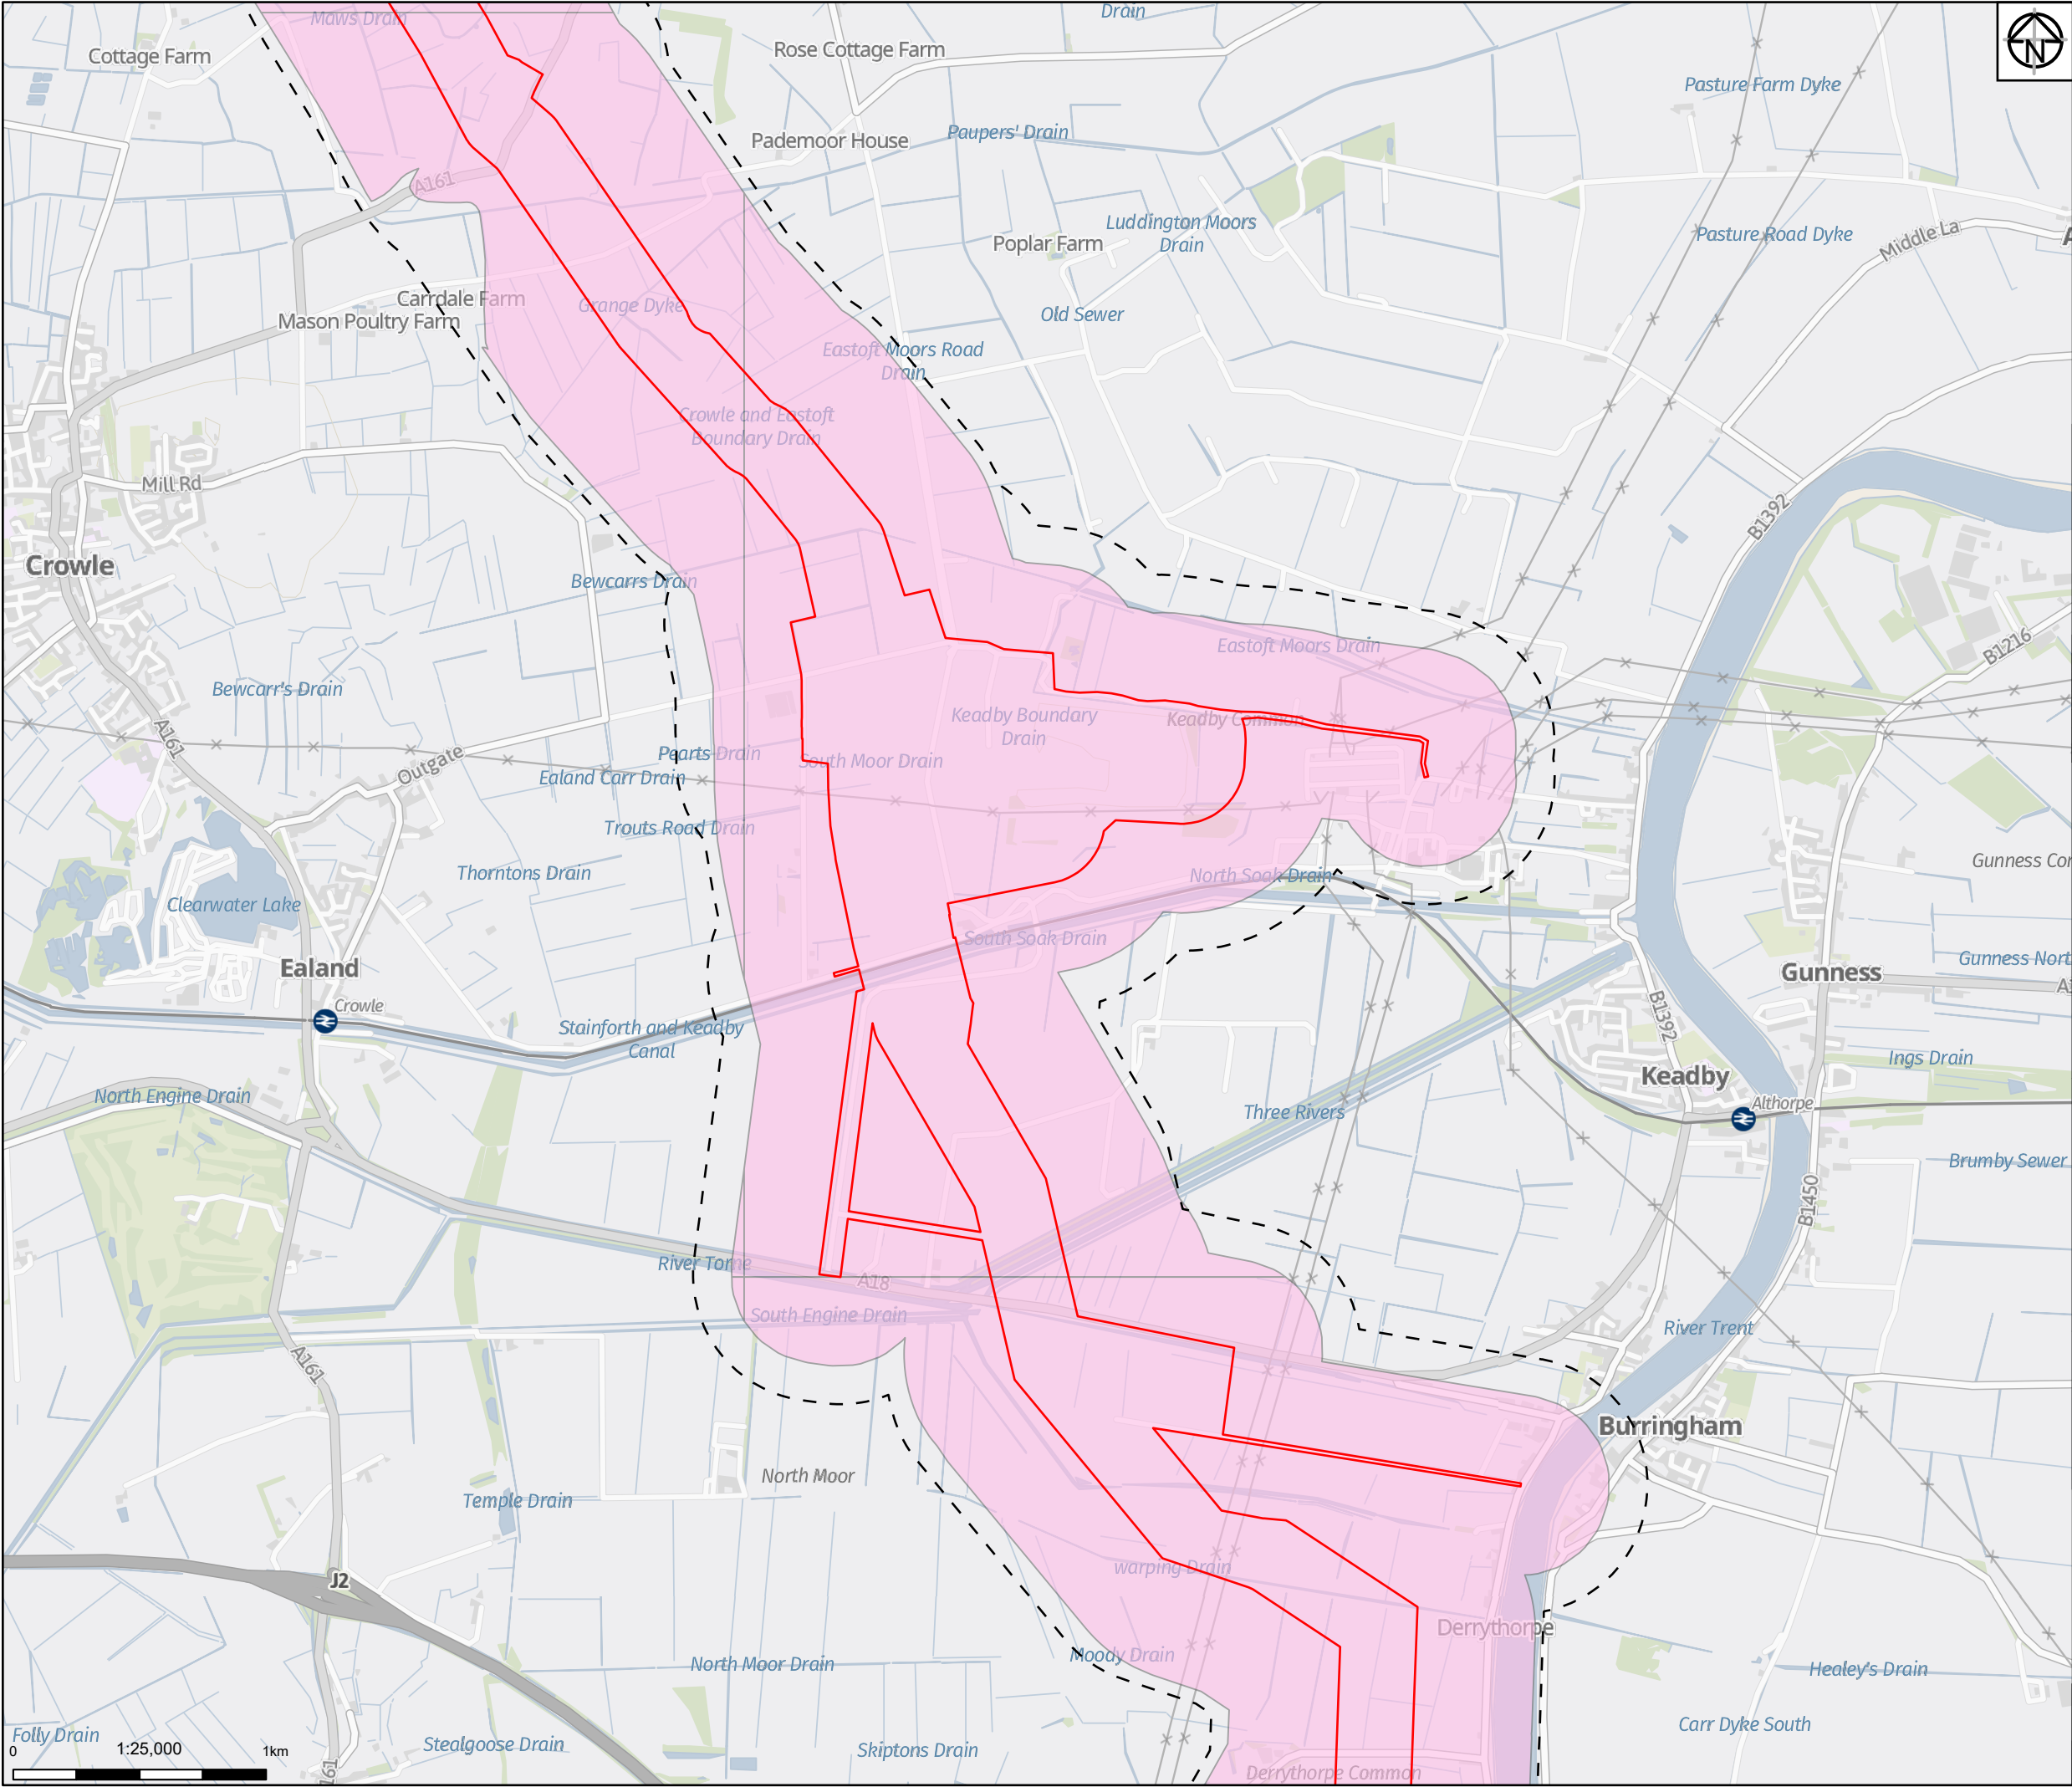 Maws Drain
Drain
N
Cottage Farm
Rose Cottage Farm
Pasture Farm Dyke
Pademoor House
Paupers' Drain
A161
Luddington Moors
Drain
Pasture Road Dyke
Middle La
A
Poplar Farm
Carrdale Farm
Grange Dyke
Mason Poultry Farm
Old Sewer
Eastoft Moors Road
Drain
Crowle and Eastoft
Boundary Drain
Mill Rd
B1392
Crowle
Bewcarrs Drain
Eastoft Moors Drain
B1216
Bewcarr's Drain
Keadby Boundary
Drain
Keadby Common
A161
Outgate
Pearts Drain
South Moor Drain
Ealand Carr Drain
Trouts Road Drain
Thorntons Drain
North Soak Drain
Gunness Cor
Clearwater Lake
South Soak Drain
Ealand
Gunness
Gunness Nort
Crowle
B1392
Stainforth and Keadby
Canal
Ings Drain
Keadby
North Engine Drain
Three Rivers
Althorpe
Brumby Sewer
B1450
River Torne
A18
South Engine Drain
River Trent
A161
Burringham
North Moor
Temple Drain
warping Drain
J2
Derrythorpe
Moody Drain
North Moor Drain
Healey's Drain
Folly Drain
Carr Dyke South
Stealgoose Drain
Skiptons Drain
0 1:25,000 1km
161
Derrythorpe Common